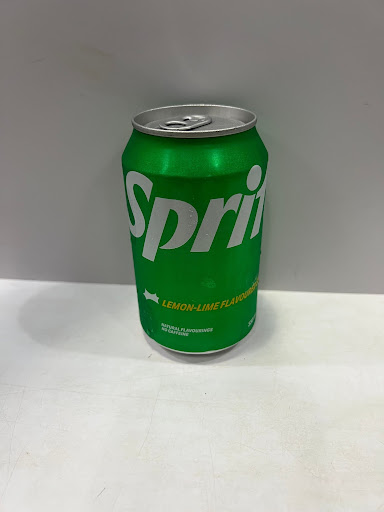 Sprit
LEMON-LIME FLAVOURED
NATURAL FLAVOURINGS
NO CAFFEINE